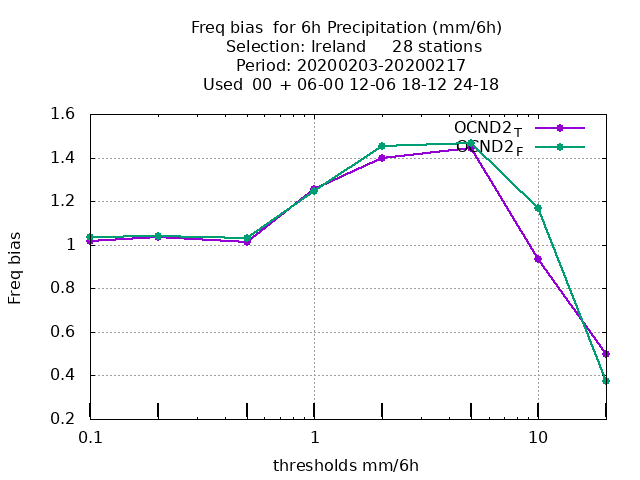 Freq bias  for 6h Precipitation (mm/6h)
Selection: Ireland     28 stations
Period: 20200203-20200217
Used  00  + 06-00 12-06 18-12 24-18
1.6
1.4
1.2
1
0.8
0.6
0.4
0.2
Freq bias
OCND2T
OCND2F
0.1
1
10
thresholds mm/6h